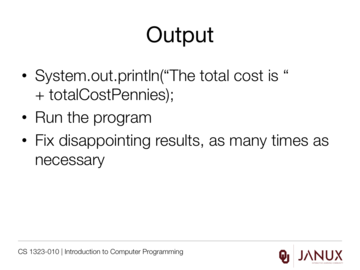 Output
• System.out.println(“The total cost is “
+ totalCostPennies);
• Run the program
• Fix disappointing results, as many times as
necessary
CS 1323-010 | Introduction to Computer Programming
JANUX